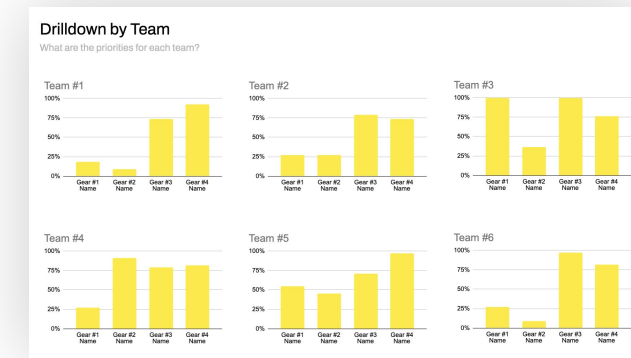 Drilldown by Team
What are the priorities for each team?
Team #1
100%
75%
50%
25%
0%
Gear #1 Name
Gear #2 Name
Gear #3 Name
Gear #4 Name
Team #2
100%
75%
50%
25%
0%
Gear #1 Name
Gear #2 Name
Gear #3 Name
Gear #4 Name
Team #3
100%
75%
50%
25%
0%
Gear #1 Name
Gear #2 Name
Gear #3 Name
Gear #4 Name
Team #4
100%
75%
50%
25%
0%
Gear #1 Name
Gear #2 Name
Gear #3 Name
Gear #4 Name
Team #5
100%
75%
50%
25%
0%
Gear #1 Name
Gear #2 Name
Gear #3 Name
Gear #4 Name
Team #6
100%
75%
50%
25%
0%
Gear #1 Name
Gear #2 Name
Gear #3 Name
Gear #4 Name